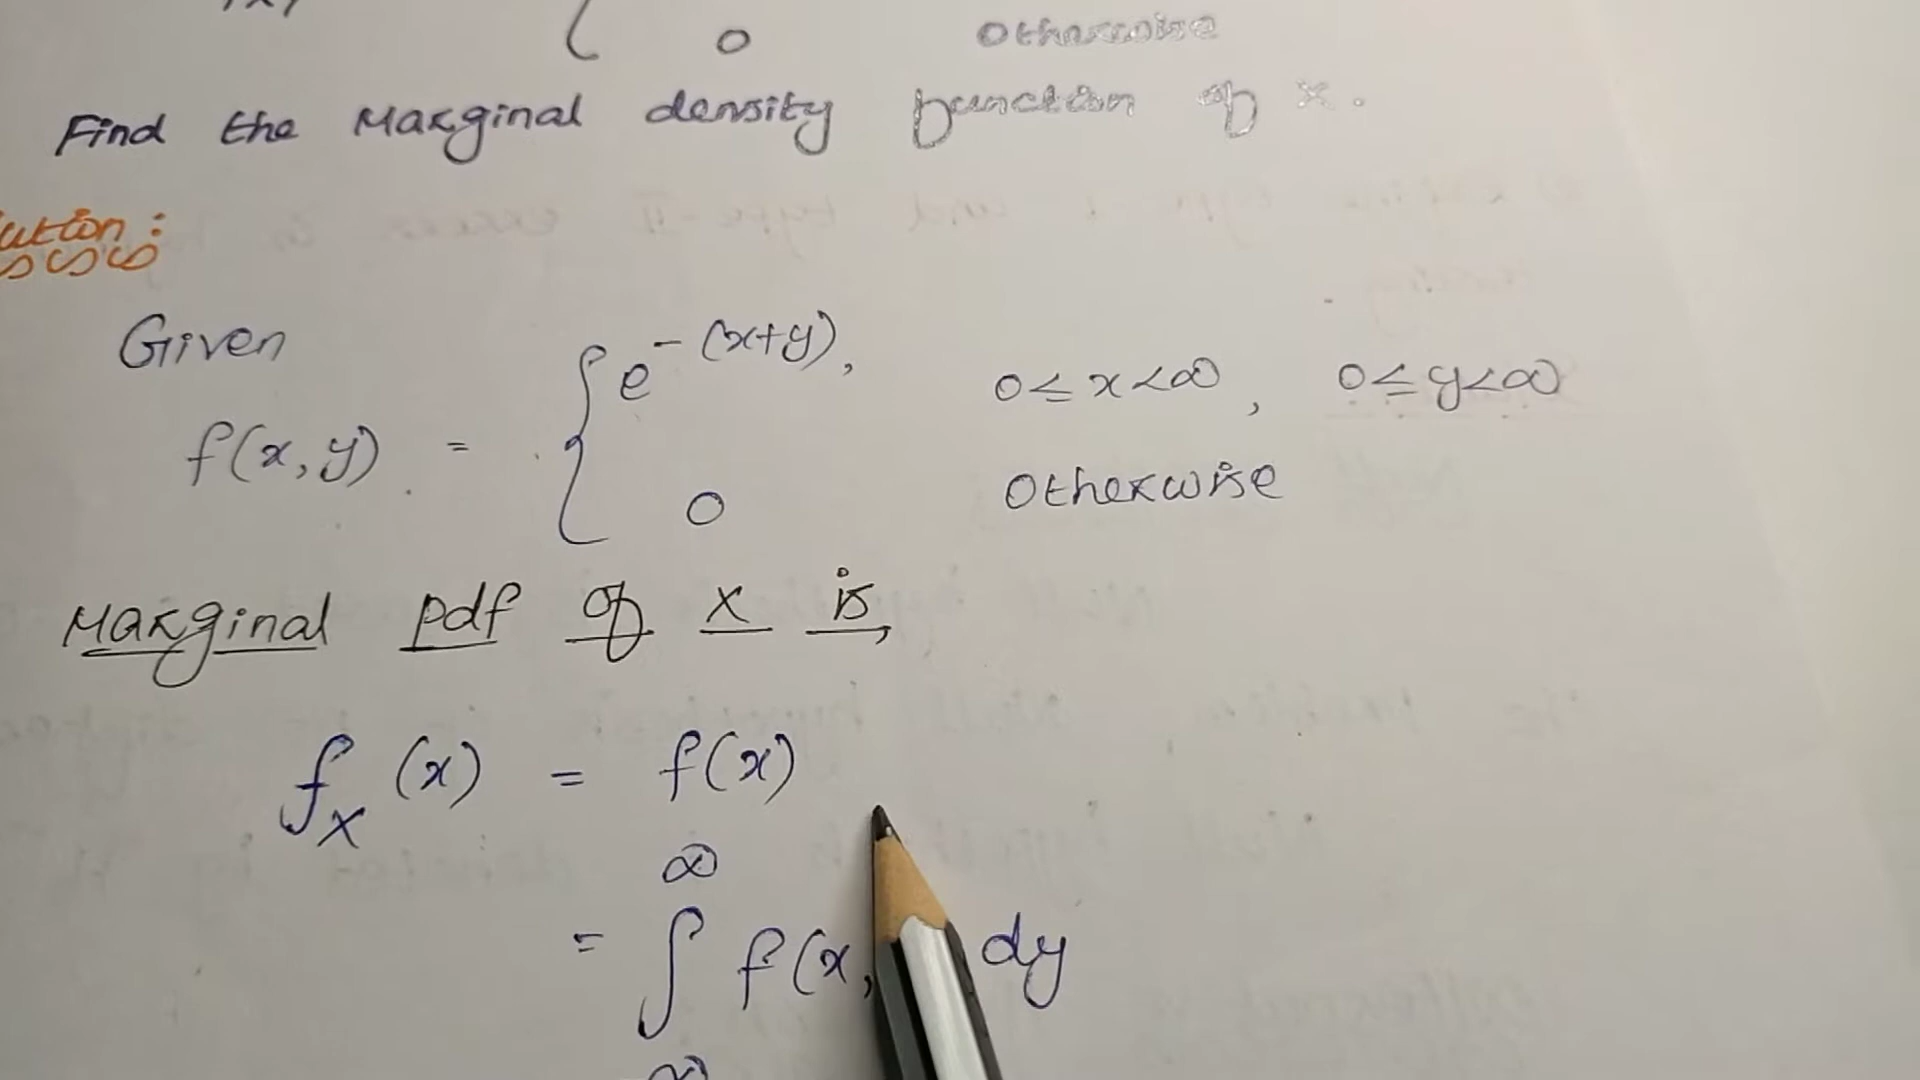 0 Otherwise
Find the Marginal density function of x.
ution:
Given
f(x, y) = { e^-(x+y), 0 ≤ x < ∞, 0 ≤ y < ∞
0 Otherwise
Marginal pdf of X is,
f_X (x) = f(x)
∞
= ∫ f(x, dy